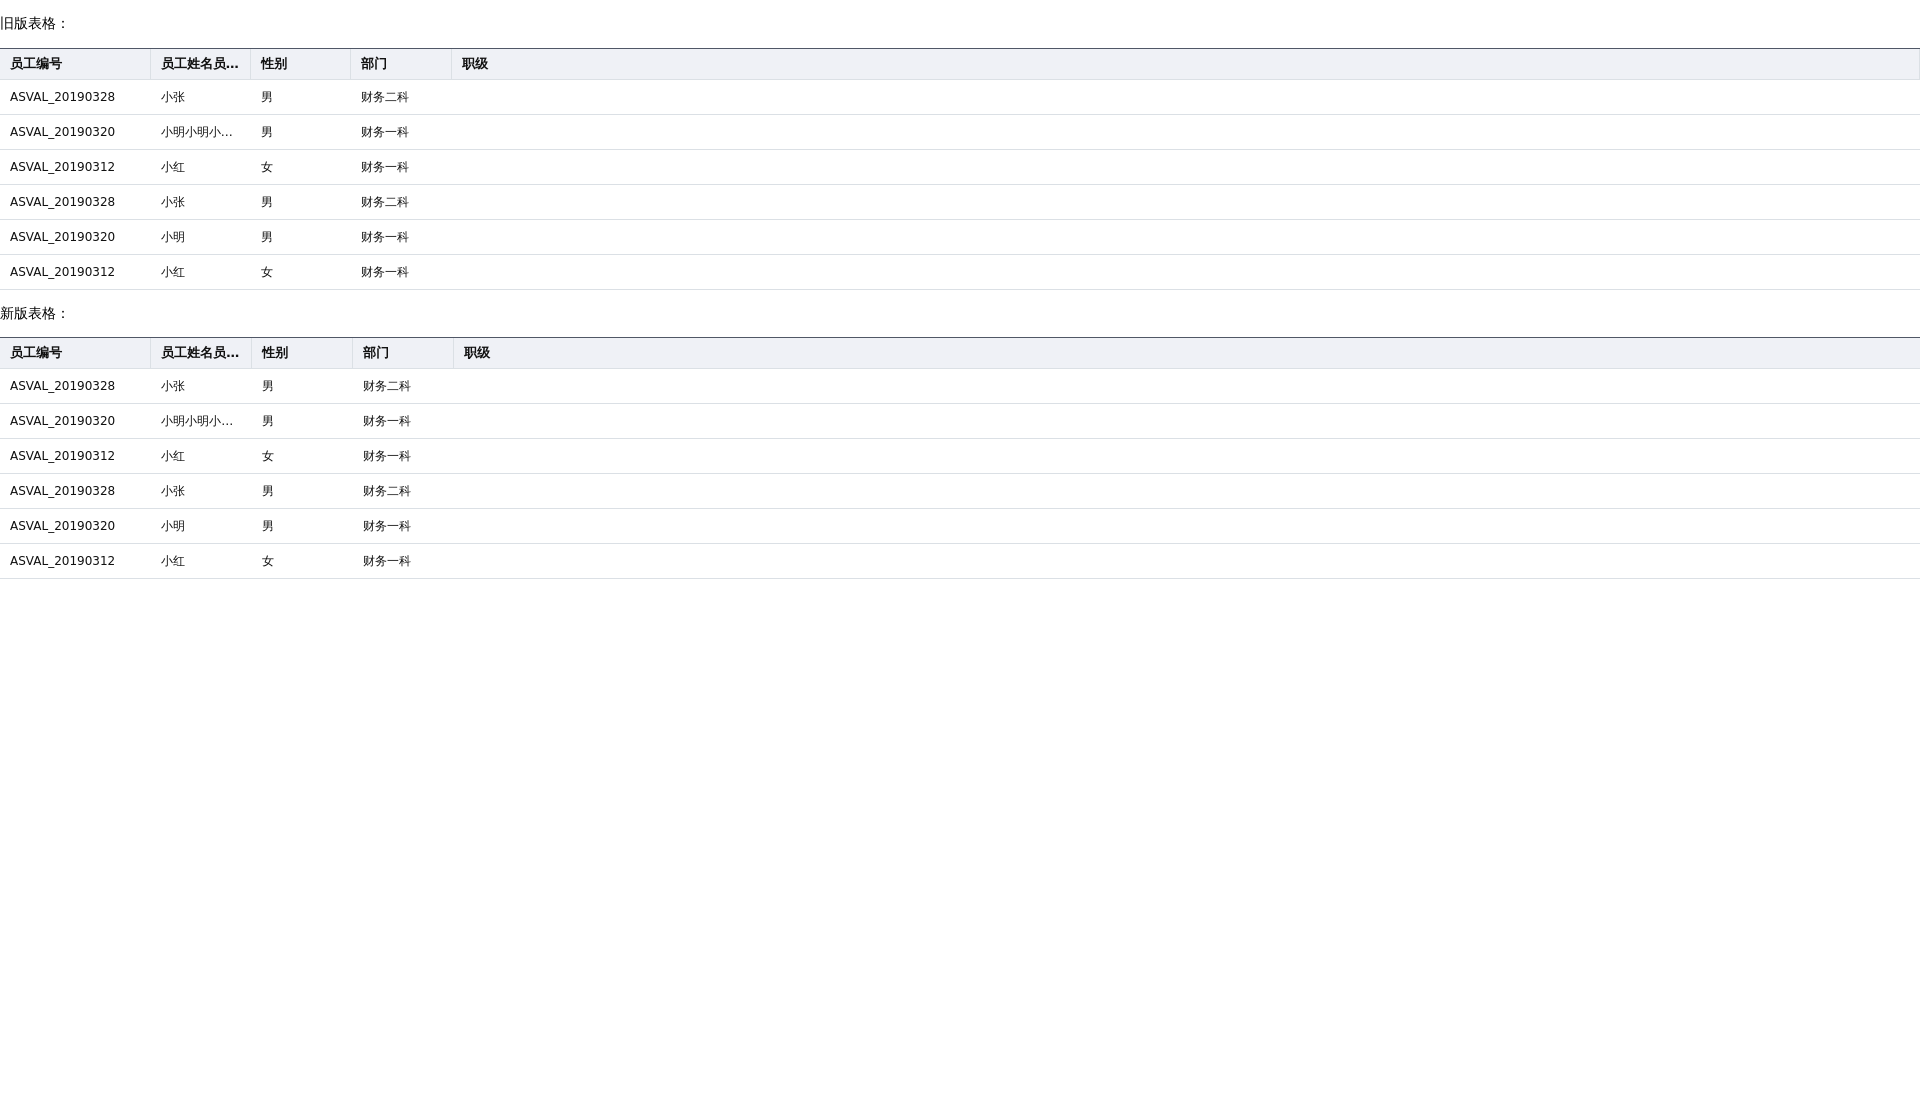 旧版表格：
员工编号 员工姓名员... 性别 部门 职级
ASVAL_20190328 小张 男 财务二科
ASVAL_20190320 小明小明小... 男 财务一科
ASVAL_20190312 小红 女 财务一科
ASVAL_20190328 小张 男 财务二科
ASVAL_20190320 小明 男 财务一科
ASVAL_20190312 小红 女 财务一科
新版表格：
员工编号 员工姓名员... 性别 部门 职级
ASVAL_20190328 小张 男 财务二科
ASVAL_20190320 小明小明小... 男 财务一科
ASVAL_20190312 小红 女 财务一科
ASVAL_20190328 小张 男 财务二科
ASVAL_20190320 小明 男 财务一科
ASVAL_20190312 小红 女 财务一科